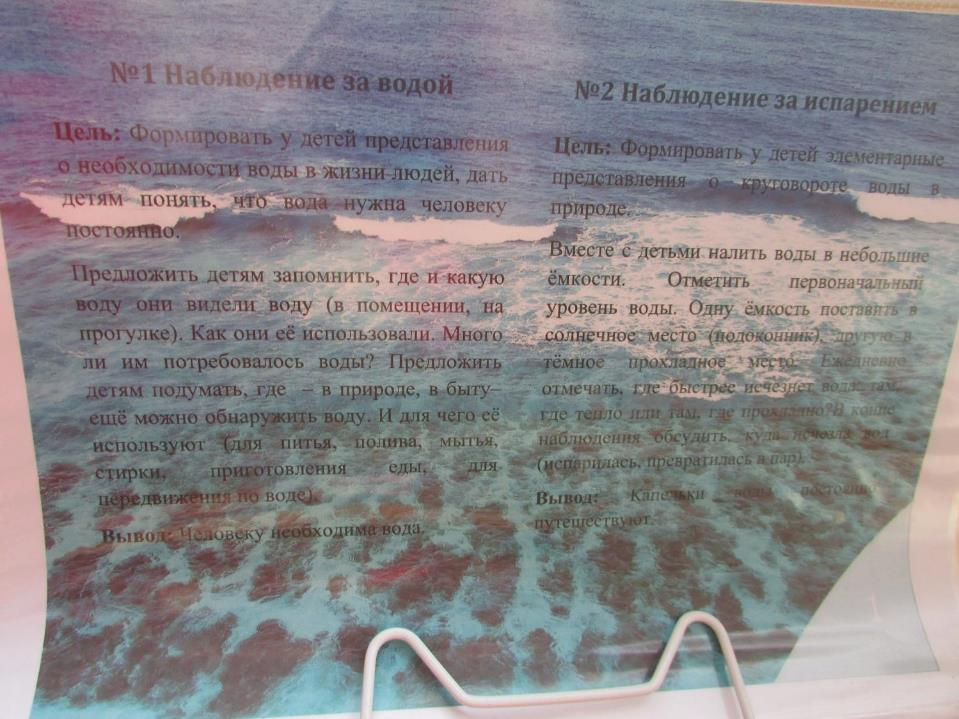 №1 Наблюдение за водой
Цель: Формировать у детей представления
о необходимости воды в жизни людей, дать
детям понять, что вода нужна человеку
постоянно.
Предложить детям запомнить, где и какую
воду они видели воду (в помещении, на
прогулке). Как они её использовали. Много
ли им потребовалось воды? Предложить
детям подумать, где – в природе, в быту–
ещё можно обнаружить воду. И для чего её
используют (для питья, полива, мытья,
стирки, приготовления еды, для
передвижения по воде).
Вывод: Человеку необходима вода.
№2 Наблюдение за испарением
Цель: Формировать у детей элементарные
представления о круговороте воды в
природе.
Вместе с детьми налить воды в небольшие
ёмкости. Отметить первоначальный
уровень воды. Одну ёмкость поставить в
солнечное место (подоконник), другую в
тёмное прохладное место. Ежедневно
отмечать, где быстрее исчезнет вода: там,
где тепло или там, где прохладно? В конце
наблюдения обсудить, куда исчезла вод
(испарилась, превратилась в пар).
Вывод: Капельки воды постоянно
путешествуют.